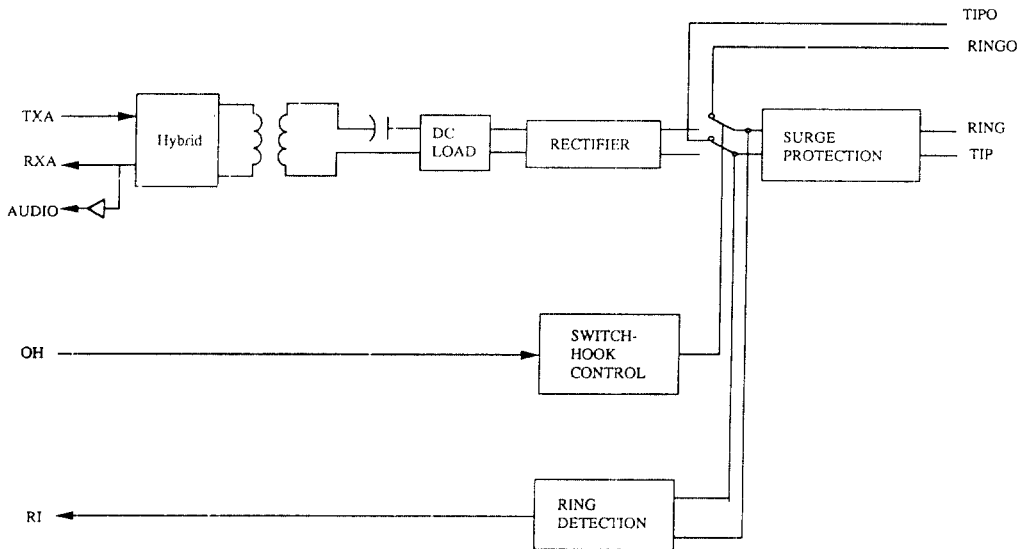 TIPO
RINGO
TXA
Hybrid
RXA
AUDIO
DC
LOAD
RECTIFIER
SURGE
PROTECTION
RING
TIP
OH
SWITCH-
HOOK
CONTROL
RI
RING
DETECTION